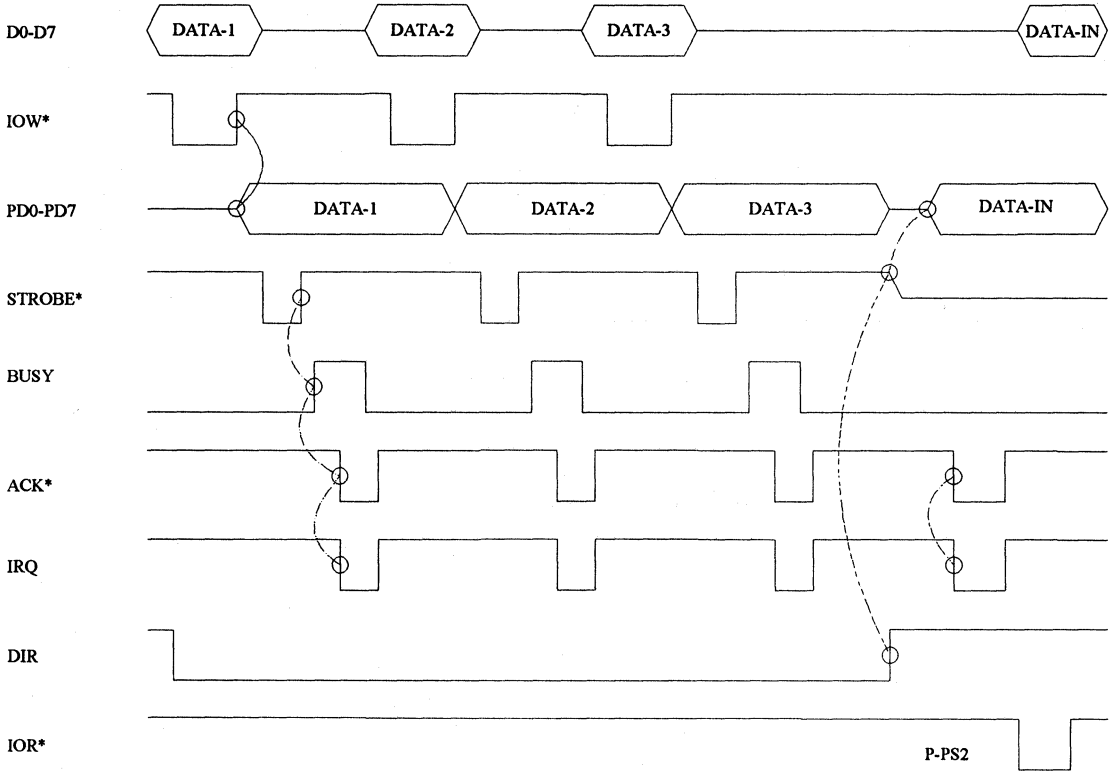 D0-D7 DATA-1 DATA-2 DATA-3 DATA-IN
IOW*
PD0-PD7 DATA-1 DATA-2 DATA-3 DATA-IN
STROBE*
BUSY
ACK*
IRQ
DIR
IOR* P-PS2